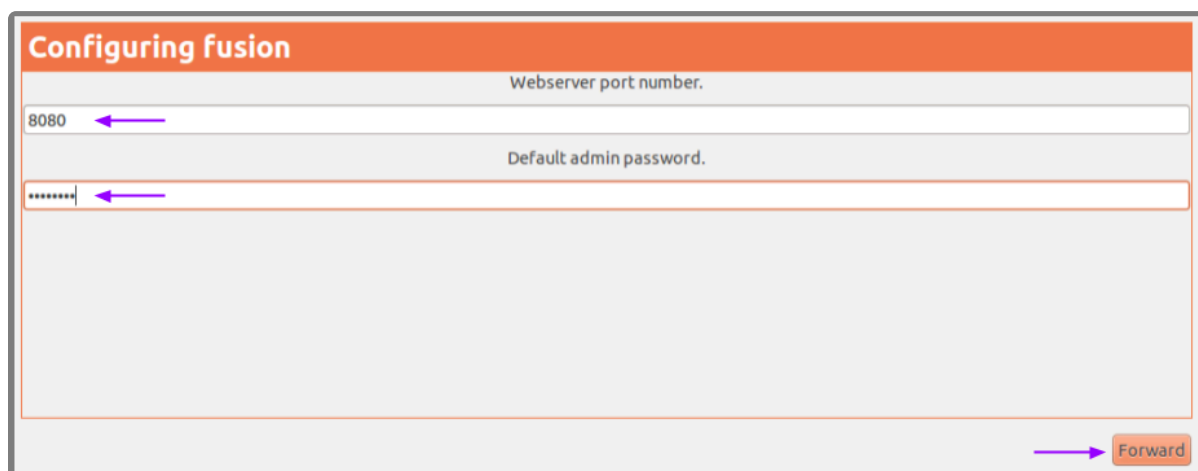 Configuring fusion
Webserver port number.
8080
Default admin password.
••••••••
Forward